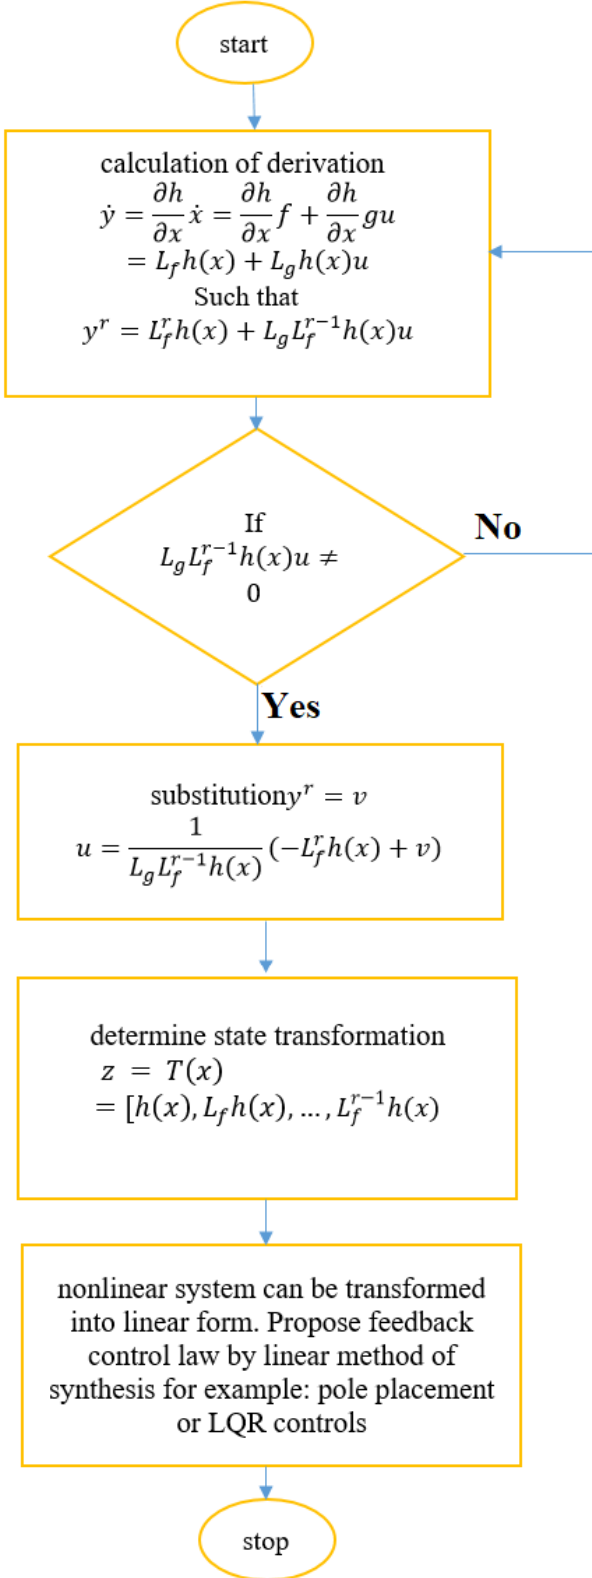 start
calculation of derivation
ẏ = ∂h/∂x ẋ = ∂h/∂x f + ∂h/∂x gu
= L_f h(x) + L_g h(x)u
Such that
y^r = L_f^r h(x) + L_g L_f^{r−1} h(x)u
If
L_g L_f^{r−1} h(x)u ≠
0
No
Yes
substitutiony^r = v
u = 1/(L_g L_f^{r−1} h(x)) (−L_f^r h(x) + v)
determine state transformation
z = T(x)
= [h(x), L_f h(x), … , L_f^{r−1} h(x)
nonlinear system can be transformed
into linear form. Propose feedback
control law by linear method of
synthesis for example: pole placement
or LQR controls
stop